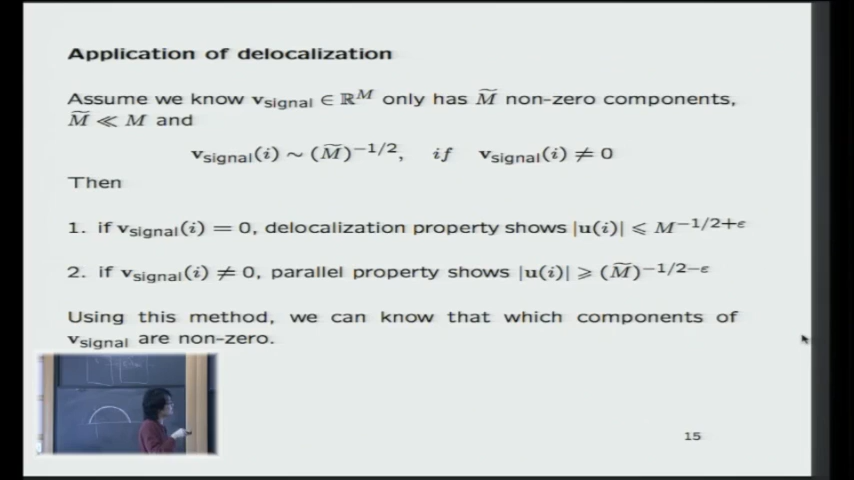 Application of delocalization
Assume we know v_signal ∈ ℝ^M only has M̃ non-zero components,
M̃ ≪ M and
v_signal(i) ∼ (M̃)^{−1/2}, if v_signal(i) ≠ 0
Then
1. if v_signal(i) = 0, delocalization property shows |u(i)| ⩽ M^{−1/2+ε}
2. if v_signal(i) ≠ 0, parallel property shows |u(i)| ⩾ (M̃)^{−1/2−ε}
Using this method, we can know that which components of
v_signal are non-zero.
15